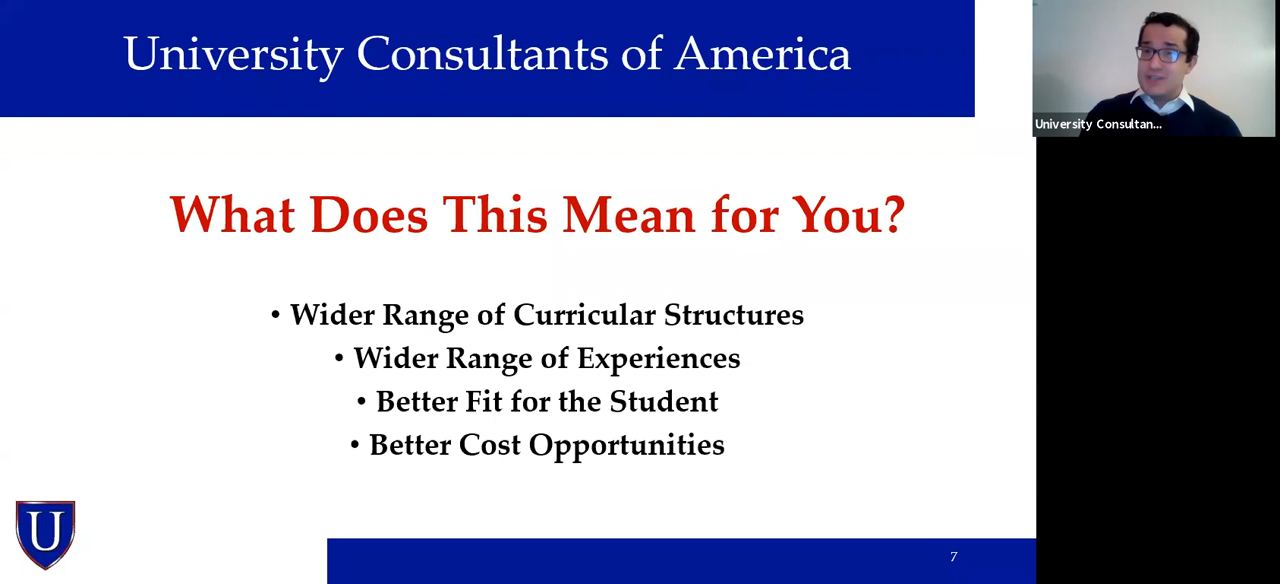 University Consultants of America
University Consultan...
What Does This Mean for You?
• Wider Range of Curricular Structures
• Wider Range of Experiences
• Better Fit for the Student
• Better Cost Opportunities
U
7